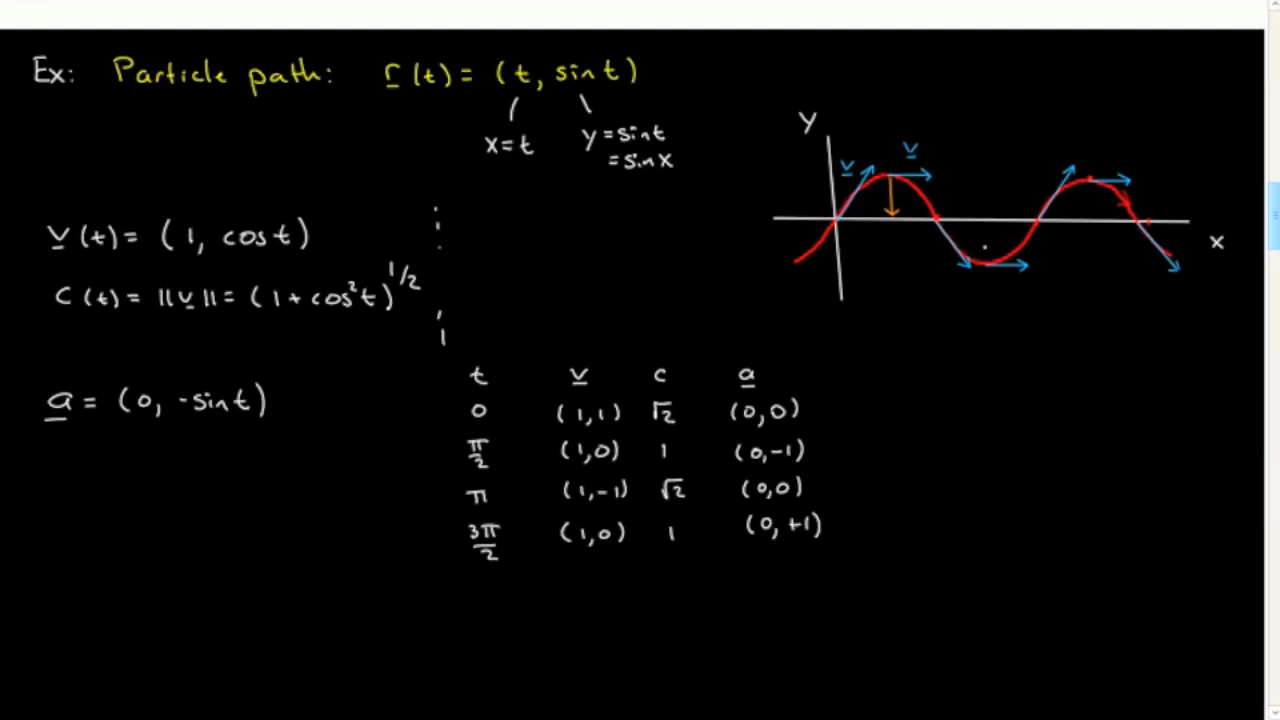 Ex: Particle path: r(t) = (t, sin t)
x = t
y = sin t
= sin x
y
v
v
x
v(t) = (1, cos t)
c(t) = ||v|| = (1 + cos²t)^1/2
a = (0, -sin t)
t v c a
0 (1,1) √2 (0,0)
π/2 (1,0) 1 (0,-1)
π (1,-1) √2 (0,0)
3π/2 (1,0) 1 (0,+1)